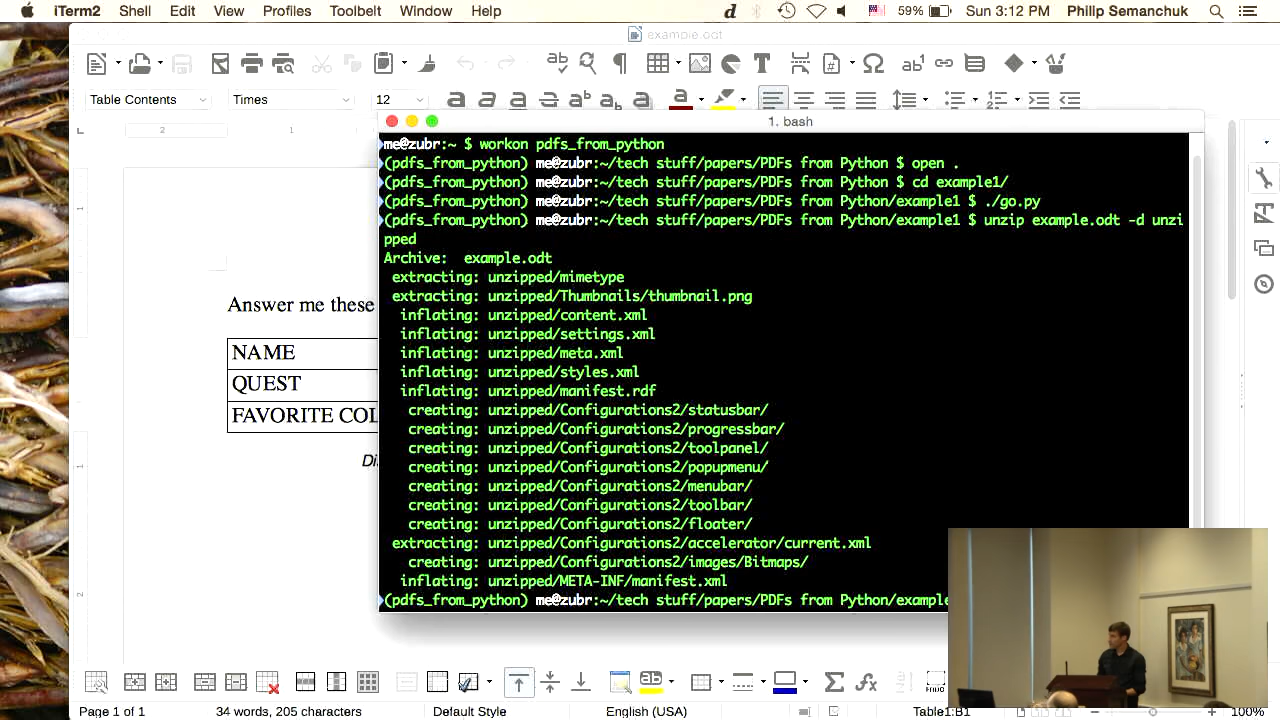 iTerm2 Shell Edit View Profiles Toolbelt Window Help 59% Sun 3:12 PM Philip Semanchuk
example.odt
Table Contents Times 12
1. bash
me@zubr:~ $ workon pdfs_from_python
(pdfs_from_python) me@zubr:~/tech stuff/papers/PDFs from Python $ open .
(pdfs_from_python) me@zubr:~/tech stuff/papers/PDFs from Python $ cd example1/
(pdfs_from_python) me@zubr:~/tech stuff/papers/PDFs from Python/example1 $ ./go.py
(pdfs_from_python) me@zubr:~/tech stuff/papers/PDFs from Python/example1 $ unzip example.odt -d unzi
pped
Archive:  example.odt
extracting: unzipped/mimetype
extracting: unzipped/Thumbnails/thumbnail.png
inflating: unzipped/content.xml
inflating: unzipped/settings.xml
inflating: unzipped/meta.xml
inflating: unzipped/styles.xml
inflating: unzipped/manifest.rdf
creating: unzipped/Configurations2/statusbar/
creating: unzipped/Configurations2/progressbar/
creating: unzipped/Configurations2/toolpanel/
creating: unzipped/Configurations2/popupmenu/
creating: unzipped/Configurations2/menubar/
creating: unzipped/Configurations2/toolbar/
creating: unzipped/Configurations2/floater/
extracting: unzipped/Configurations2/accelerator/current.xml
creating: unzipped/Configurations2/images/Bitmaps/
inflating: unzipped/META-INF/manifest.xml
(pdfs_from_python) me@zubr:~/tech stuff/papers/PDFs from Python/example
Answer me these
NAME
QUEST
FAVORITE COL
Page 1 of 1 34 words, 205 characters Default Style English (USA) Table1:B1 100%